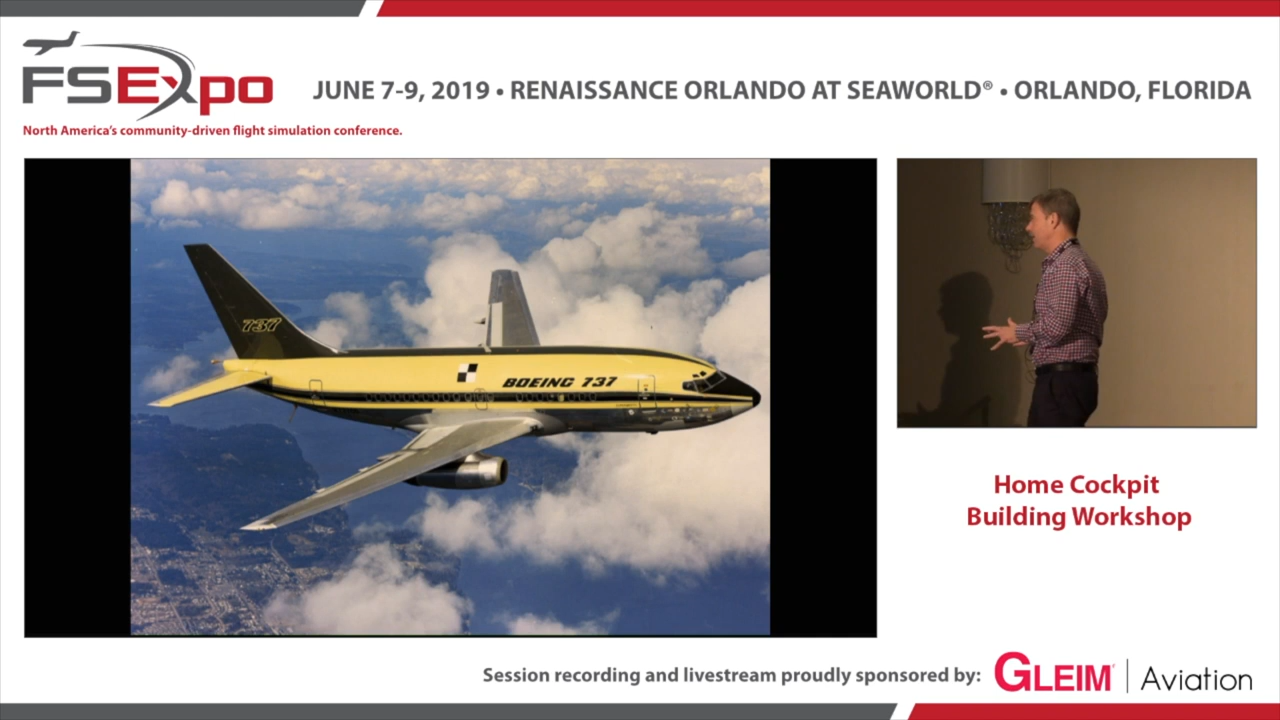 FSExpo
JUNE 7-9, 2019 • RENAISSANCE ORLANDO AT SEAWORLD® • ORLANDO, FLORIDA
North America's community-driven flight simulation conference.
737
BOEING 737
Home Cockpit
Building Workshop
Session recording and livestream proudly sponsored by:
GLEIM® | Aviation